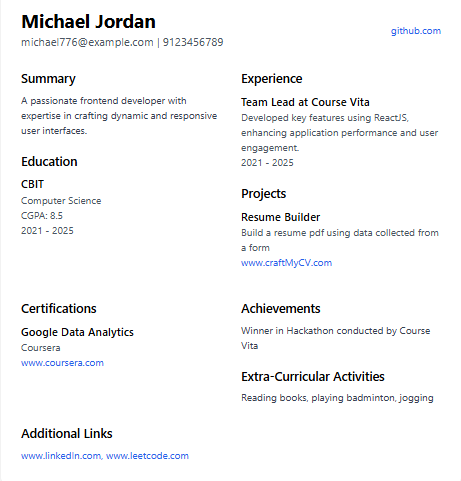 Michael Jordan
michael776@example.com | 9123456789
github.com
Summary
A passionate frontend developer with
expertise in crafting dynamic and responsive
user interfaces.
Education
CBIT
Computer Science
CGPA: 8.5
2021 - 2025
Experience
Team Lead at Course Vita
Developed key features using ReactJS,
enhancing application performance and user
engagement.
2021 - 2025
Projects
Resume Builder
Build a resume pdf using data collected from
a form
www.craftMyCV.com
Certifications
Google Data Analytics
Coursera
www.coursera.com
Achievements
Winner in Hackathon conducted by Course
Vita
Extra-Curricular Activities
Reading books, playing badminton, jogging
Additional Links
www.linkedln.com, www.leetcode.com